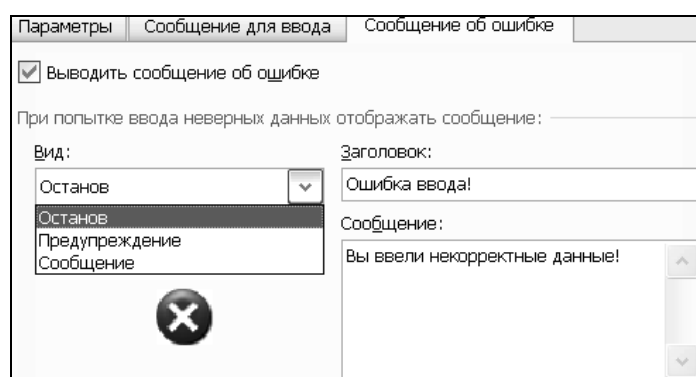 Параметры Сообщение для ввода Сообщение об ошибке
Выводить сообщение об ошибке
При попытке ввода неверных данных отображать сообщение:
Вид: Заголовок:
Останов Ошибка ввода!
Останов Сообщение:
Предупреждение
Вы ввели некорректные данные!
Сообщение